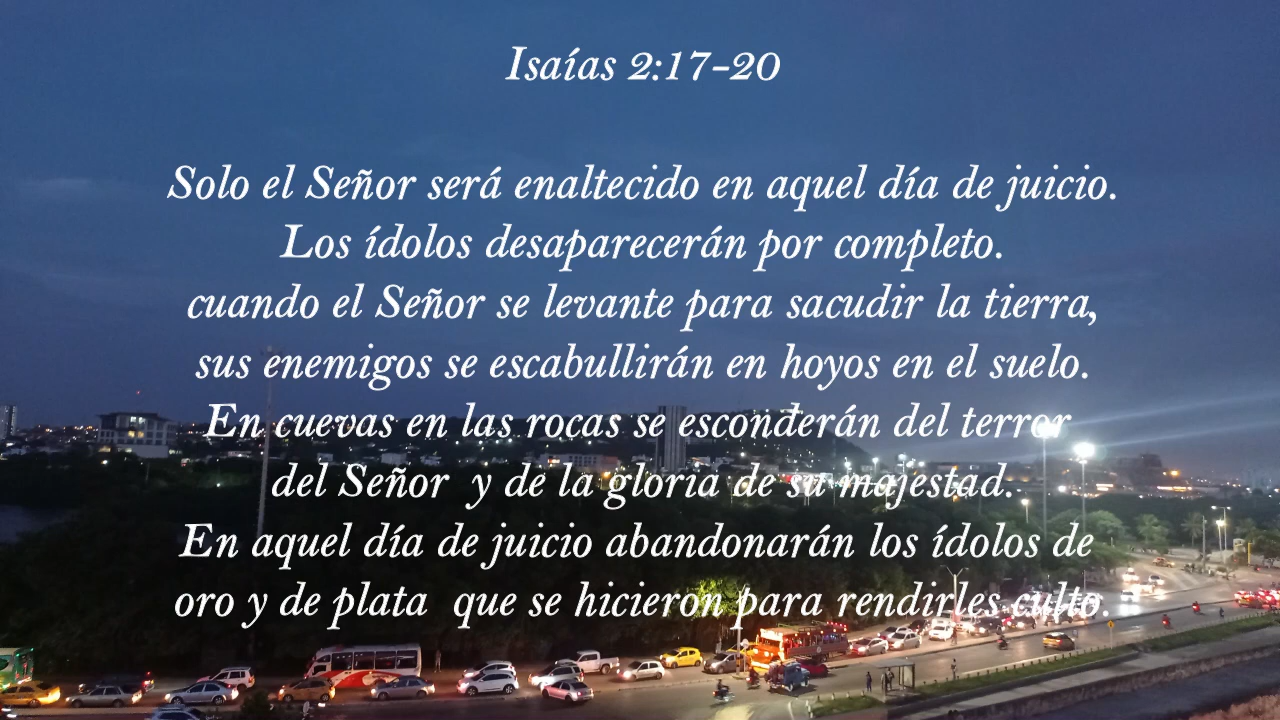 Isaías 2:17-20
Solo el Señor será enaltecido en aquel día de juicio.
Los ídolos desaparecerán por completo.
cuando el Señor se levante para sacudir la tierra,
sus enemigos se escabullirán en hoyos en el suelo.
En cuevas en las rocas se esconderán del terror
del Señor y de la gloria de su majestad.
En aquel día de juicio abandonarán los ídolos de
oro y de plata que se hicieron para rendirles culto.